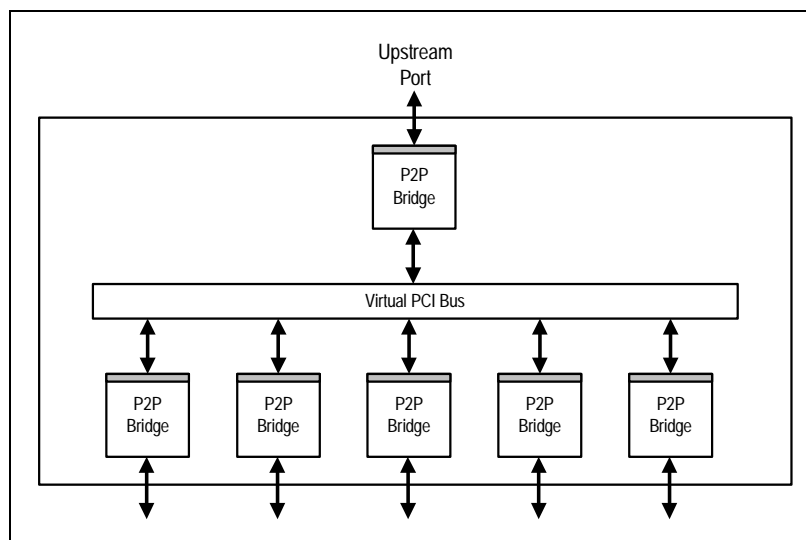 Upstream
Port
P2P
Bridge
Virtual PCI Bus
P2P
Bridge
P2P
Bridge
P2P
Bridge
P2P
Bridge
P2P
Bridge